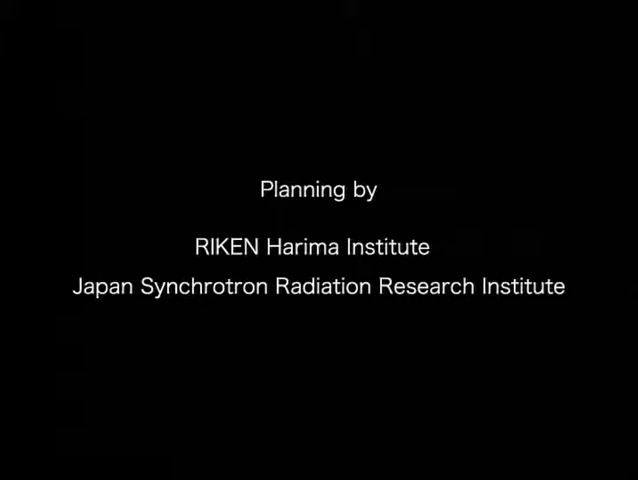 Planning by
RIKEN Harima Institute
Japan Synchrotron Radiation Research Institute